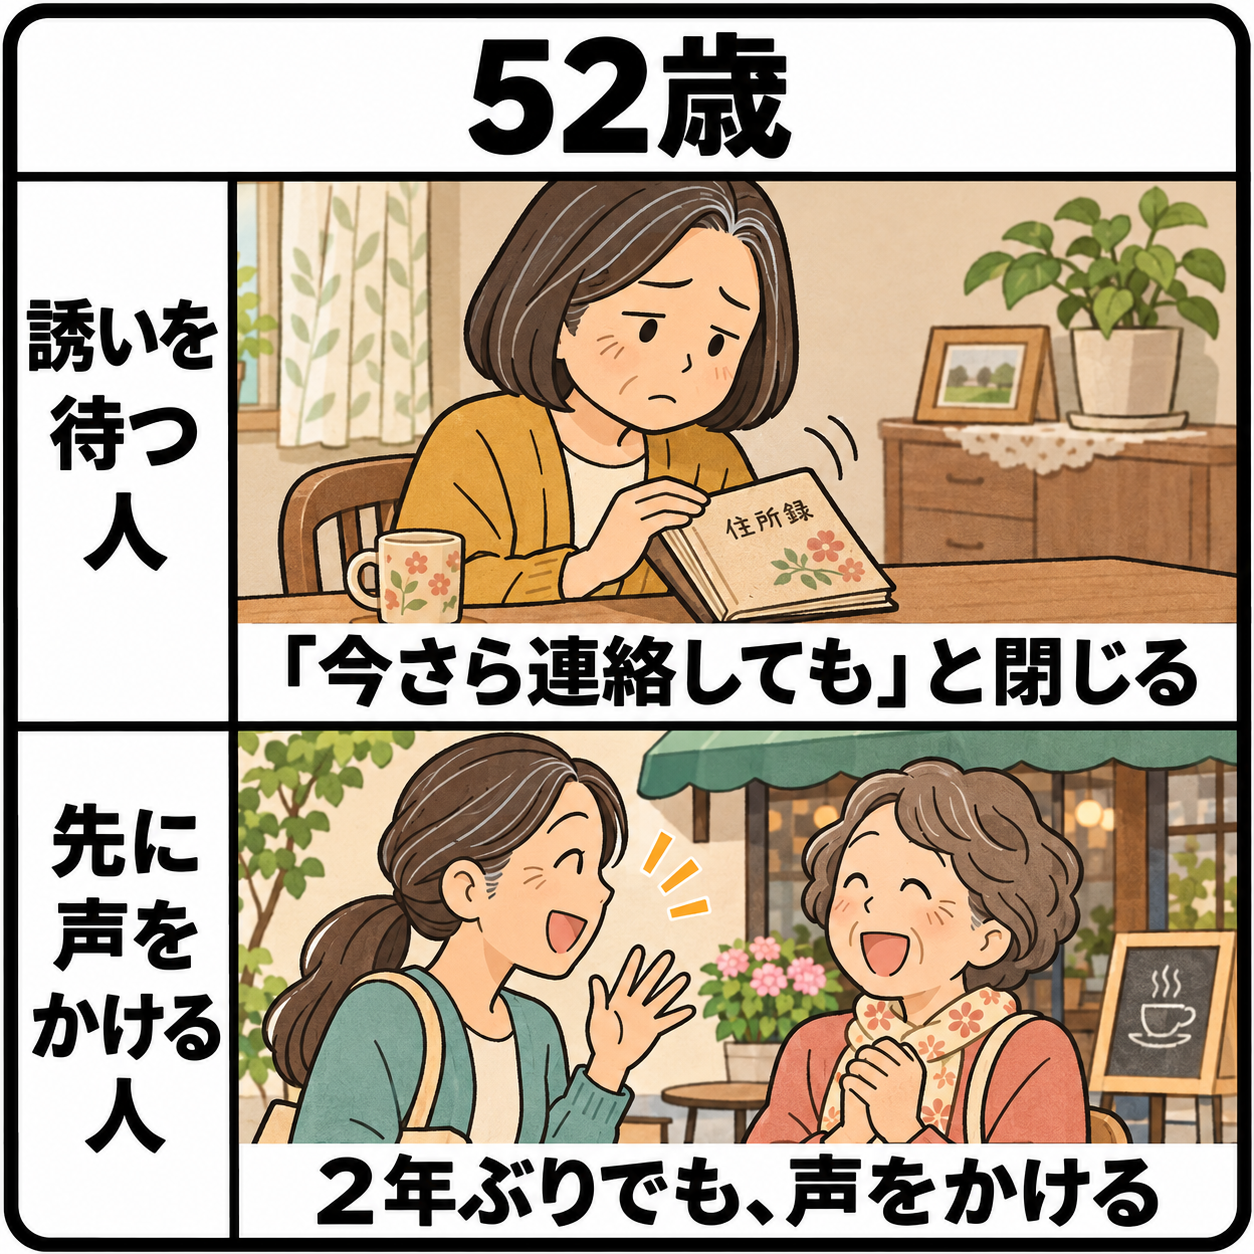 52歳
誘いを
待つ
人
住所録
「今さら連絡しても」と閉じる
先に
声を
かける
人
2年ぶりでも、声をかける